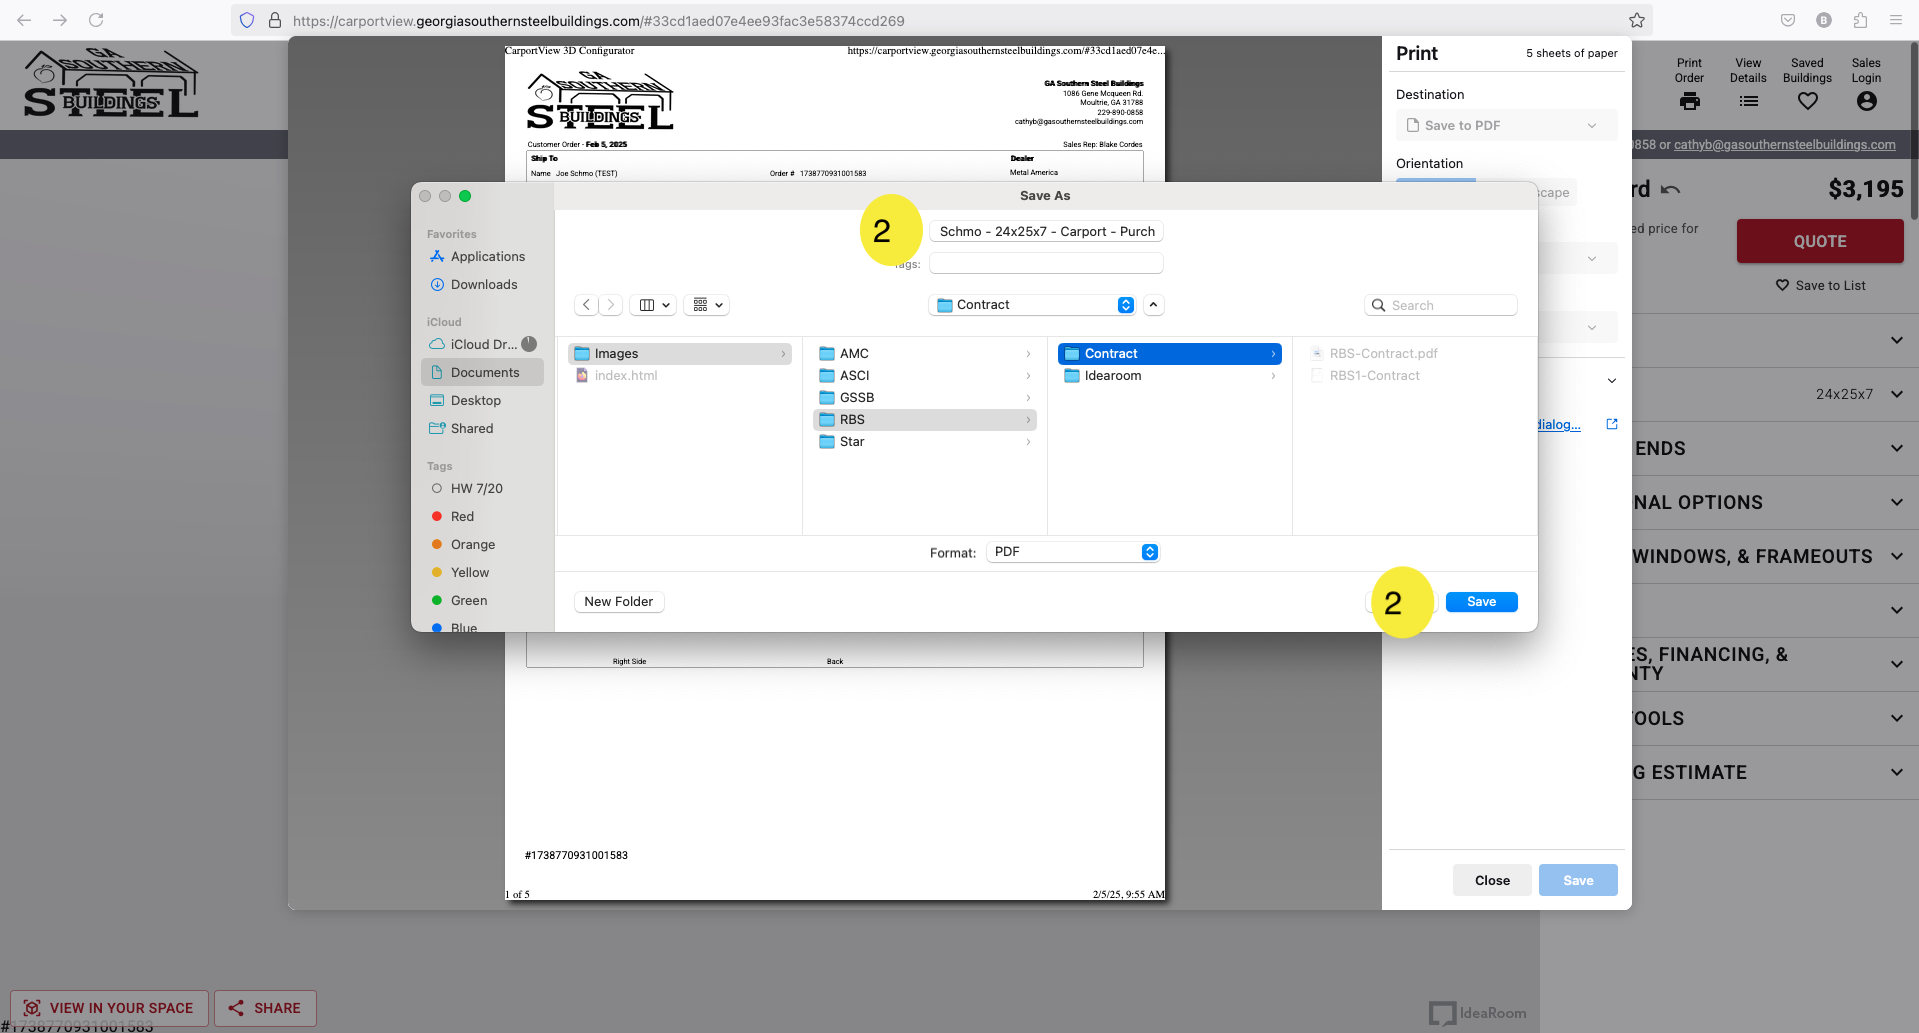 https://carportview.georgiasouthernsteelbuildings.com/#33cd1aed07e4ee93fac3e58374ccd269
B
GA
SOUTHERN
STEEL
BUILDINGS
CarportView 3D Configurator
https://carportview.georgiasouthernsteelbuildings.com/#33cd1aed07e4e...
GA
SOUTHERN
STEEL
BUILDINGS
GA Southern Steel Buildings
1086 Gene Mcqueen Rd.
Moultrie, GA 31788
229-890-0858
cathyb@gasouthernsteelbuildings.com
Customer Order - Feb 5, 2025
Sales Rep: Blake Cordes
Ship To
Dealer
Name Joe Schmo (TEST)
Order # 1738770931001583
Metal America
Print
5 sheets of paper
Destination
Save to PDF
Orientation
scape
Print Order
View Details
Saved Buildings
Sales Login
0858 or cathyb@gasouthernsteelbuildings.com
rd
$3,195
ed price for
QUOTE
Save to List
24x25x7
dialog...
ENDS
NAL OPTIONS
WINDOWS, & FRAMEOUTS
ES, FINANCING, &
NTY
TOOLS
G ESTIMATE
Save As
2
Schmo - 24x25x7 - Carport - Purch
Tags:
Contract
Search
Favorites
Applications
Downloads
iCloud
iCloud Dr...
Documents
Desktop
Shared
Tags
HW 7/20
Red
Orange
Yellow
Green
Blue
Images
index.html
AMC
ASCI
GSSB
RBS
Star
Contract
Idearoom
RBS-Contract.pdf
RBS1-Contract
Format: PDF
New Folder
2
Save
Right Side
Back
#1738770931001583
1 of 5
2/5/25, 9:55 AM
Close
Save
VIEW IN YOUR SPACE
SHARE
#1738770931001583
IdeaRoom